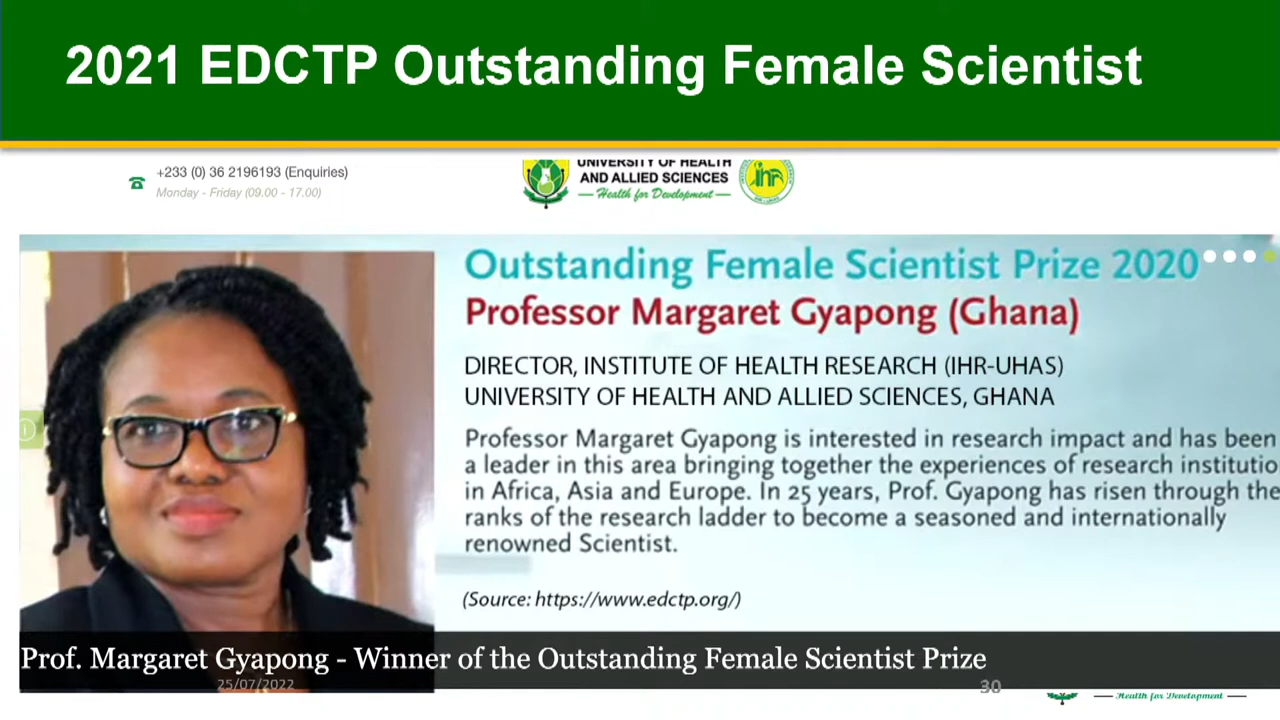 2021 EDCTP Outstanding Female Scientist
+233 (0) 36 2196193 (Enquiries)
Monday - Friday (09.00 - 17.00)
UNIVERSITY OF HEALTH
AND ALLIED SCIENCES
Health for Development
ihr
Outstanding Female Scientist Prize 2020
Professor Margaret Gyapong (Ghana)
DIRECTOR, INSTITUTE OF HEALTH RESEARCH (IHR-UHAS)
UNIVERSITY OF HEALTH AND ALLIED SCIENCES, GHANA
Professor Margaret Gyapong is interested in research impact and has been
a leader in this area bringing together the experiences of research institutio
in Africa, Asia and Europe. In 25 years, Prof. Gyapong has risen through the
ranks of the research ladder to become a seasoned and internationally
renowned Scientist.
(Source: https://www.edctp.org/)
Prof. Margaret Gyapong - Winner of the Outstanding Female Scientist Prize
25/07/2022
30
Health for Development